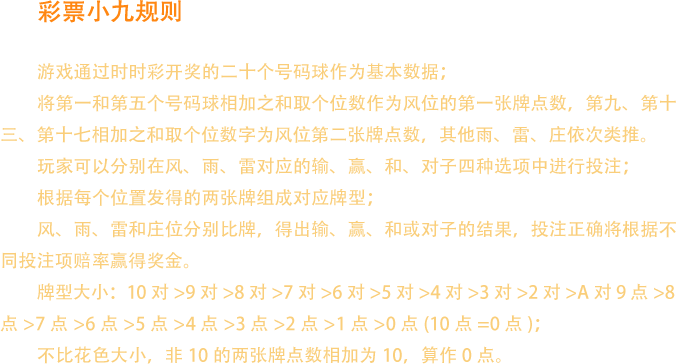 彩票小九规则
游戏通过时时彩开奖的二十个号码球作为基本数据；
将第一和第五个号码球相加之和取个位数作为风位的第一张牌点数，第九、第十
三、第十七相加之和取个位数字为风位第二张牌点数，其他雨、雷、庄依次类推。
玩家可以分别在风、雨、雷对应的输、赢、和、对子四种选项中进行投注；
根据每个位置发得的两张牌组成对应牌型；
风、雨、雷和庄位分别比牌，得出输、赢、和或对子的结果，投注正确将根据不
同投注项赔率赢得奖金。
牌型大小：10 对 >9 对 >8 对 >7 对 >6 对 >5 对 >4 对 >3 对 >2 对 >A 对 9 点 >8
点 >7 点 >6 点 >5 点 >4 点 >3 点 >2 点 >1 点 >0 点 (10 点 =0 点 )；
不比花色大小，非 10 的两张牌点数相加为 10，算作 0 点。